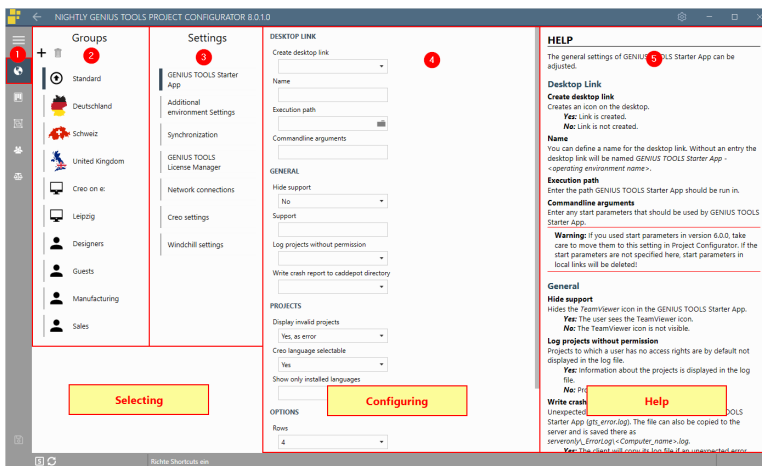 NIGHTLY GENIUS TOOLS PROJECT CONFIGURATOR 8.0.1.0
1
Groups
2
Standard
Deutschland
Schweiz
United Kingdom
Creo on e:
Leipzig
Designers
Guests
Manufacturing
Sales
Settings
3
GENIUS TOOLS Starter
App
Additional
environment Settings
Synchronization
GENIUS TOOLS
License Manager
Network connections
Creo settings
Windchill settings
Selecting
4
DESKTOP LINK
Create desktop link
Name
Execution path
Commandline arguments
GENERAL
Hide support
No
Support
Log projects without permission
Write crash report to caddepot directory
PROJECTS
Display invalid projects
Yes, as error
Creo language selectable
Yes
Show only installed languages
Configuring
OPTIONS
Rows
4
5
HELP
The general settings of GENIUS TOOLS Starter App can be
adjusted.
Desktop Link
Create desktop link
Creates an icon on the desktop.
Yes: Link is created.
No: Link is not created.
Name
You can define a name for the desktop link. Without an entry the
desktop link will be named GENIUS TOOLS Starter App -
<operating environment name>.
Execution path
Enter the path GENIUS TOOLS Starter App should be run in.
Commandline arguments
Enter any start parameters that should be used by GENIUS TOOLS
Starter App.
Warning: If you used start parameters in version 6.0.0, take
care to move them to this setting in Project Configurator. If the
start parameters are not specified here, start parameters in
local links will be deleted!
General
Hide support
Hides the TeamViewer icon in the GENIUS TOOLS Starter App.
Yes: The user sees the TeamViewer icon.
No: The TeamViewer icon is not visible.
Log projects without permission
Projects to which a user has no access rights are by default not
displayed in the log file.
Yes: Information about the projects is displayed in the log
file.
No:
Help
Write crash
Unexpected
Starter App (gts_error.log). The file can also be copied to the
server and is saved there as
serveronly\_ErrorLog\<Computer_name>.log.
Yes: The client will copy its log file if an unexpected error
S
Richte Shortcuts ein